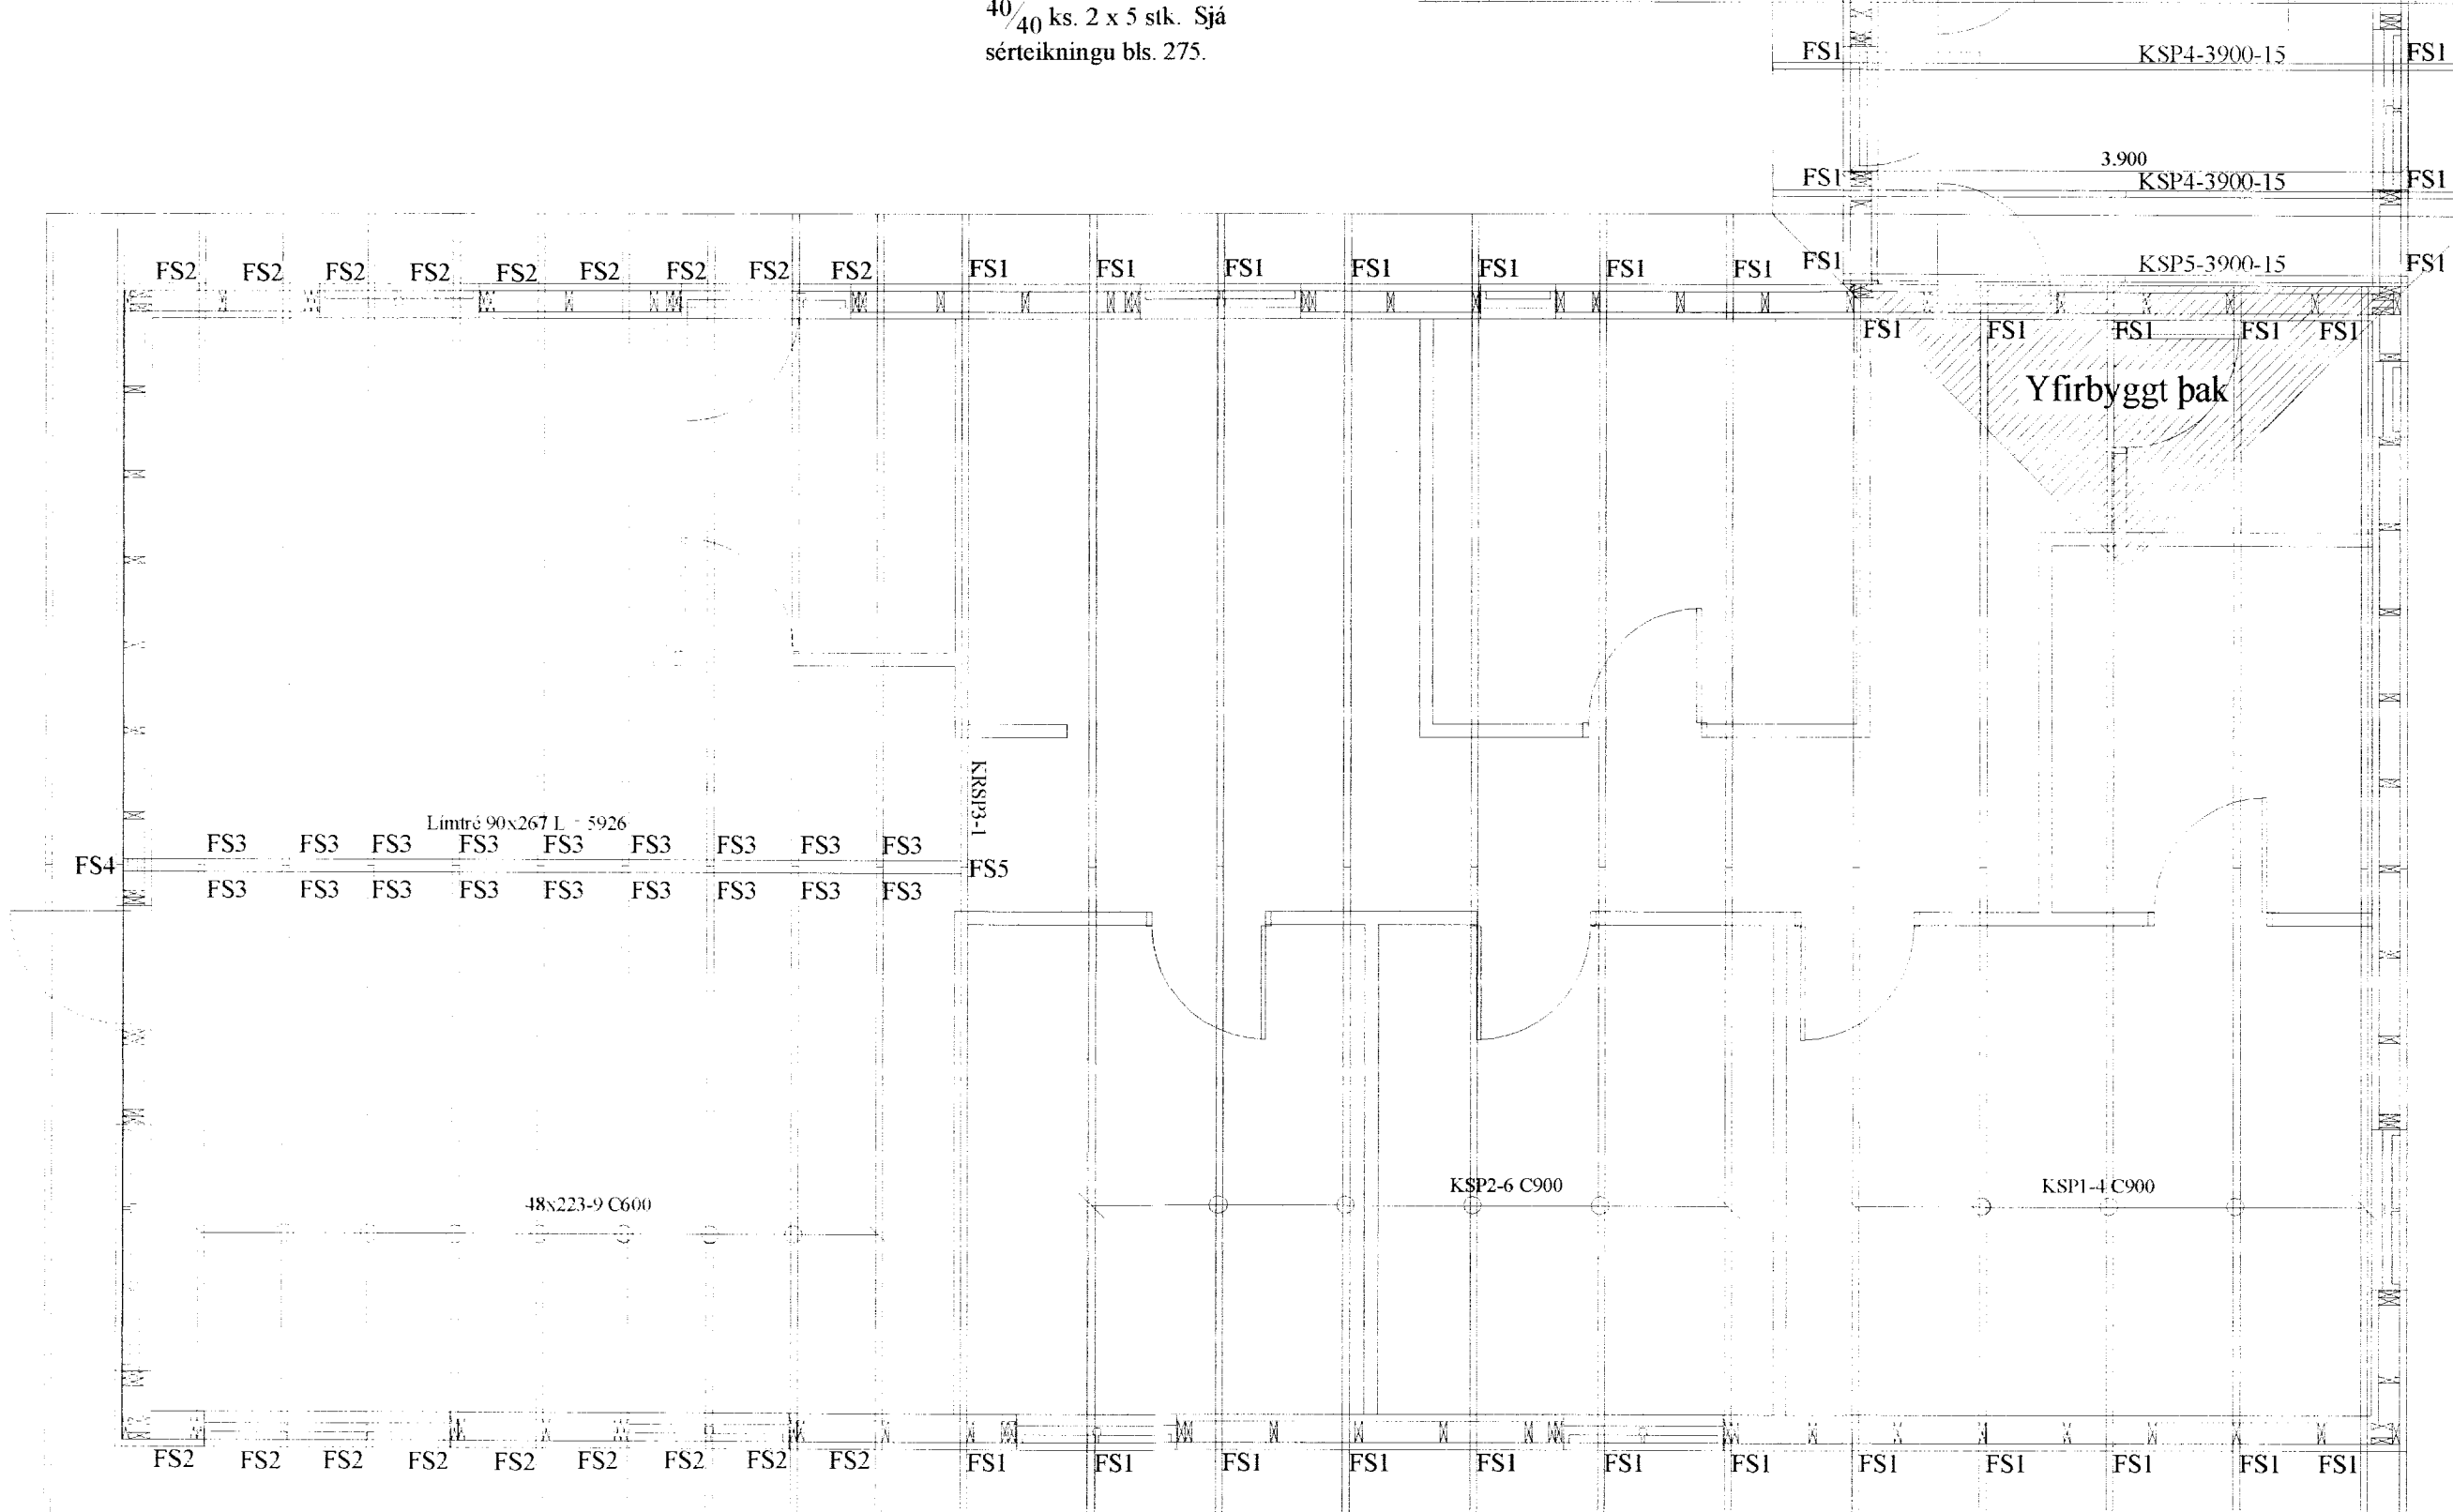 40/40 ks. 2 x 5 stk. Sjá
sérteikningu bls. 275.
FS1 KSP4-3900-15 FS1
3.900
FS1 KSP4-3900-15 FS1
FS1 KSP5-3900-15 FS1
FS2 FS2 FS2 FS2 FS2 FS2 FS2 FS2 FS2 FS1 FS1 FS1 FS1 FS1 FS1 FS1
FS1 FS1 FS1 FS1 FS1
Yfirbyggt þak
KRSP3-1
Límtré 90x267 L = 5926
FS3 FS3 FS3 FS3 FS3 FS3 FS3 FS3 FS3
FS4 FS5
FS3 FS3 FS3 FS3 FS3 FS3 FS3 FS3 FS3
48x223-9 C600
KSP2-6 C900
KSP1-4 C900
FS2 FS2 FS2 FS2 FS2 FS2 FS2 FS2 FS2 FS1 FS1 FS1 FS1 FS1 FS1 FS1 FS1 FS1 FS1 FS1 FS1